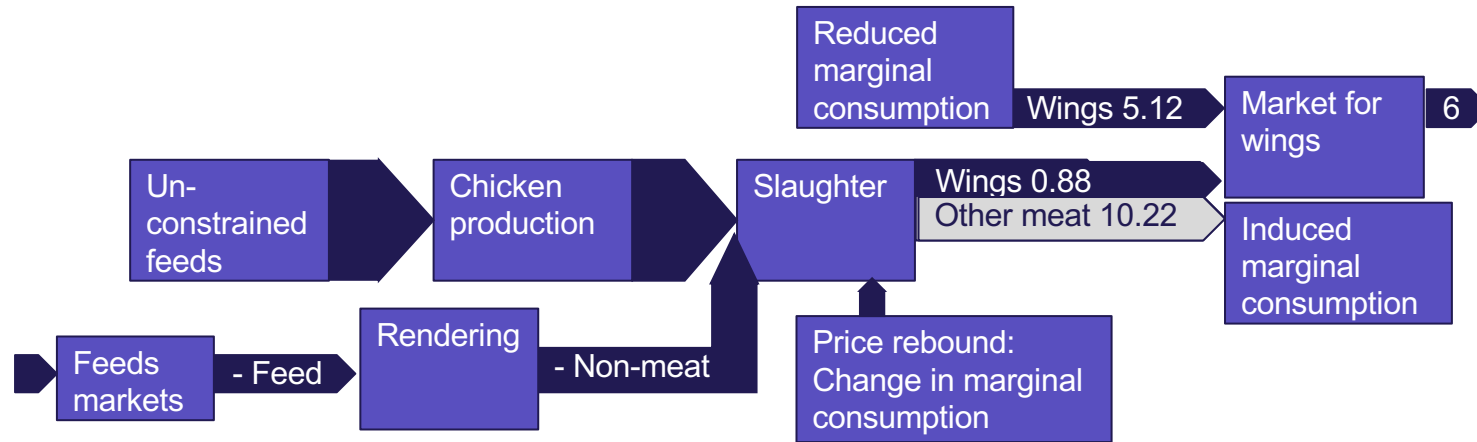 Reduced
marginal
consumption
Wings 5.12
Market for
wings
6
Un-
constrained
feeds
Chicken
production
Slaughter
Wings 0.88
Other meat 10.22
Induced
marginal
consumption
Feeds
markets
- Feed
Rendering
- Non-meat
Price rebound:
Change in marginal
consumption